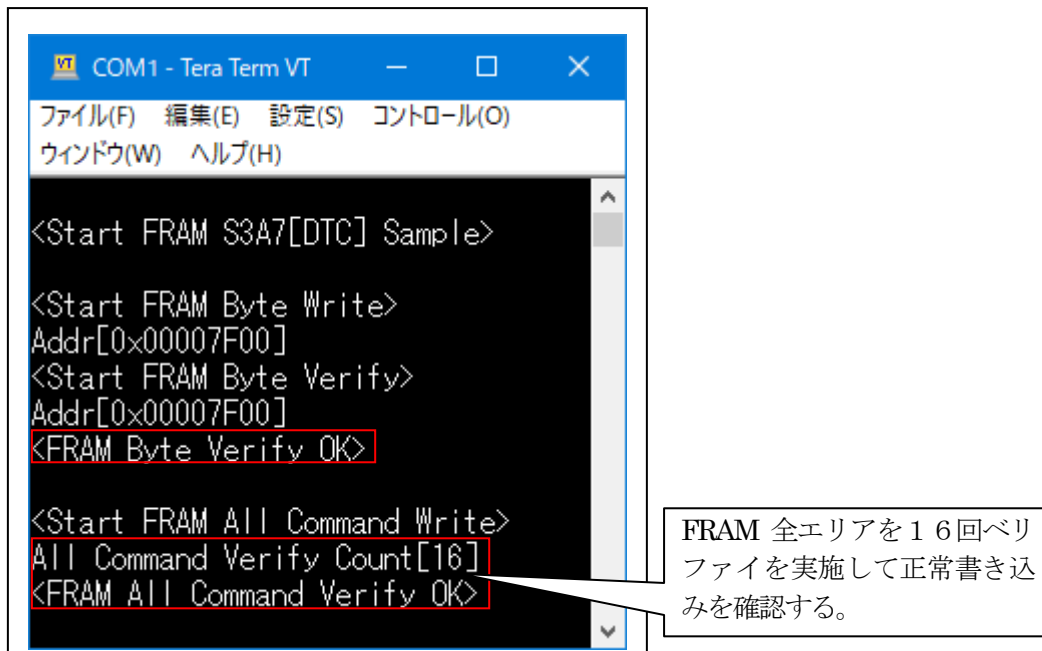 COM1 - Tera Term VT
ファイル(F) 編集(E) 設定(S) コントロール(O)
ウィンドウ(W) ヘルプ(H)
<Start FRAM S3A7[DTC] Sample>
<Start FRAM Byte Write>
Addr[0x00007F00]
<Start FRAM Byte Verify>
Addr[0x00007F00]
<FRAM Byte Verify OK>
<Start FRAM All Command Write>
All Command Verify Count[16]
<FRAM All Command Verify OK>
FRAM 全エリアを１６回ベリ
ファイを実施して正常書き込
みを確認する。